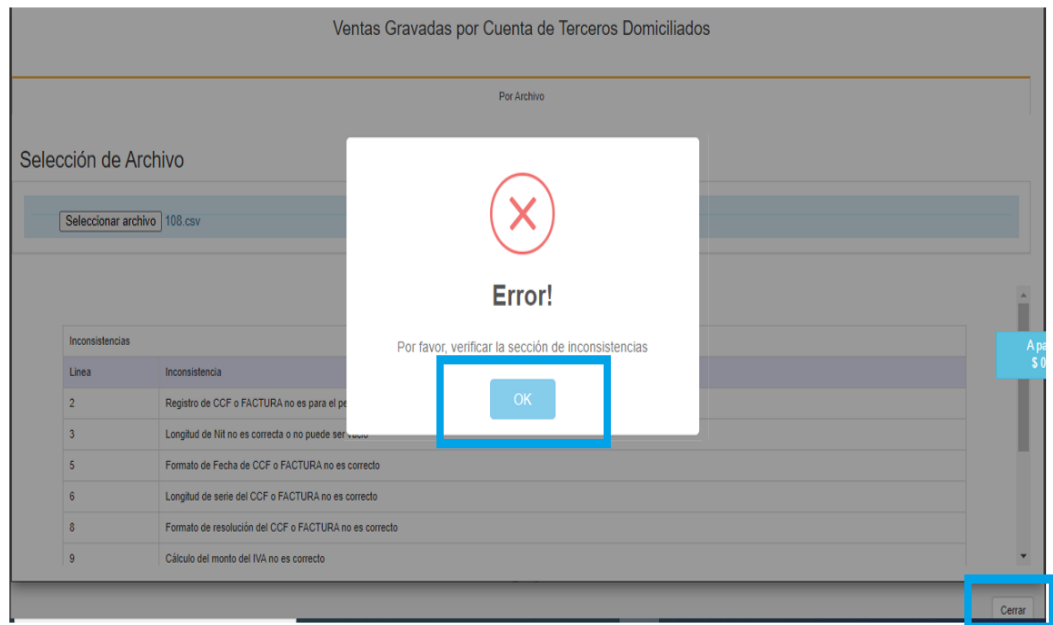 Ventas Gravadas por Cuenta de Terceros Domiciliados
Por Archivo
Selección de Archivo
Seleccionar archivo 108.csv
Error!
Por favor, verificar la sección de inconsistencias
OK
Inconsistencias
Linea Inconsistencia
2 Registro de CCF o FACTURA no es para el
3 Longitud de Nit no es correcta o no puede ser
5 Formato de Fecha de CCF o FACTURA no es correcto
6 Longitud de serie del CCF o FACTURA no es correcto
8 Formato de resolución del CCF o FACTURA no es correcto
9 Cálculo del monto del IVA no es correcto
A pa
$ 0
Cerrar